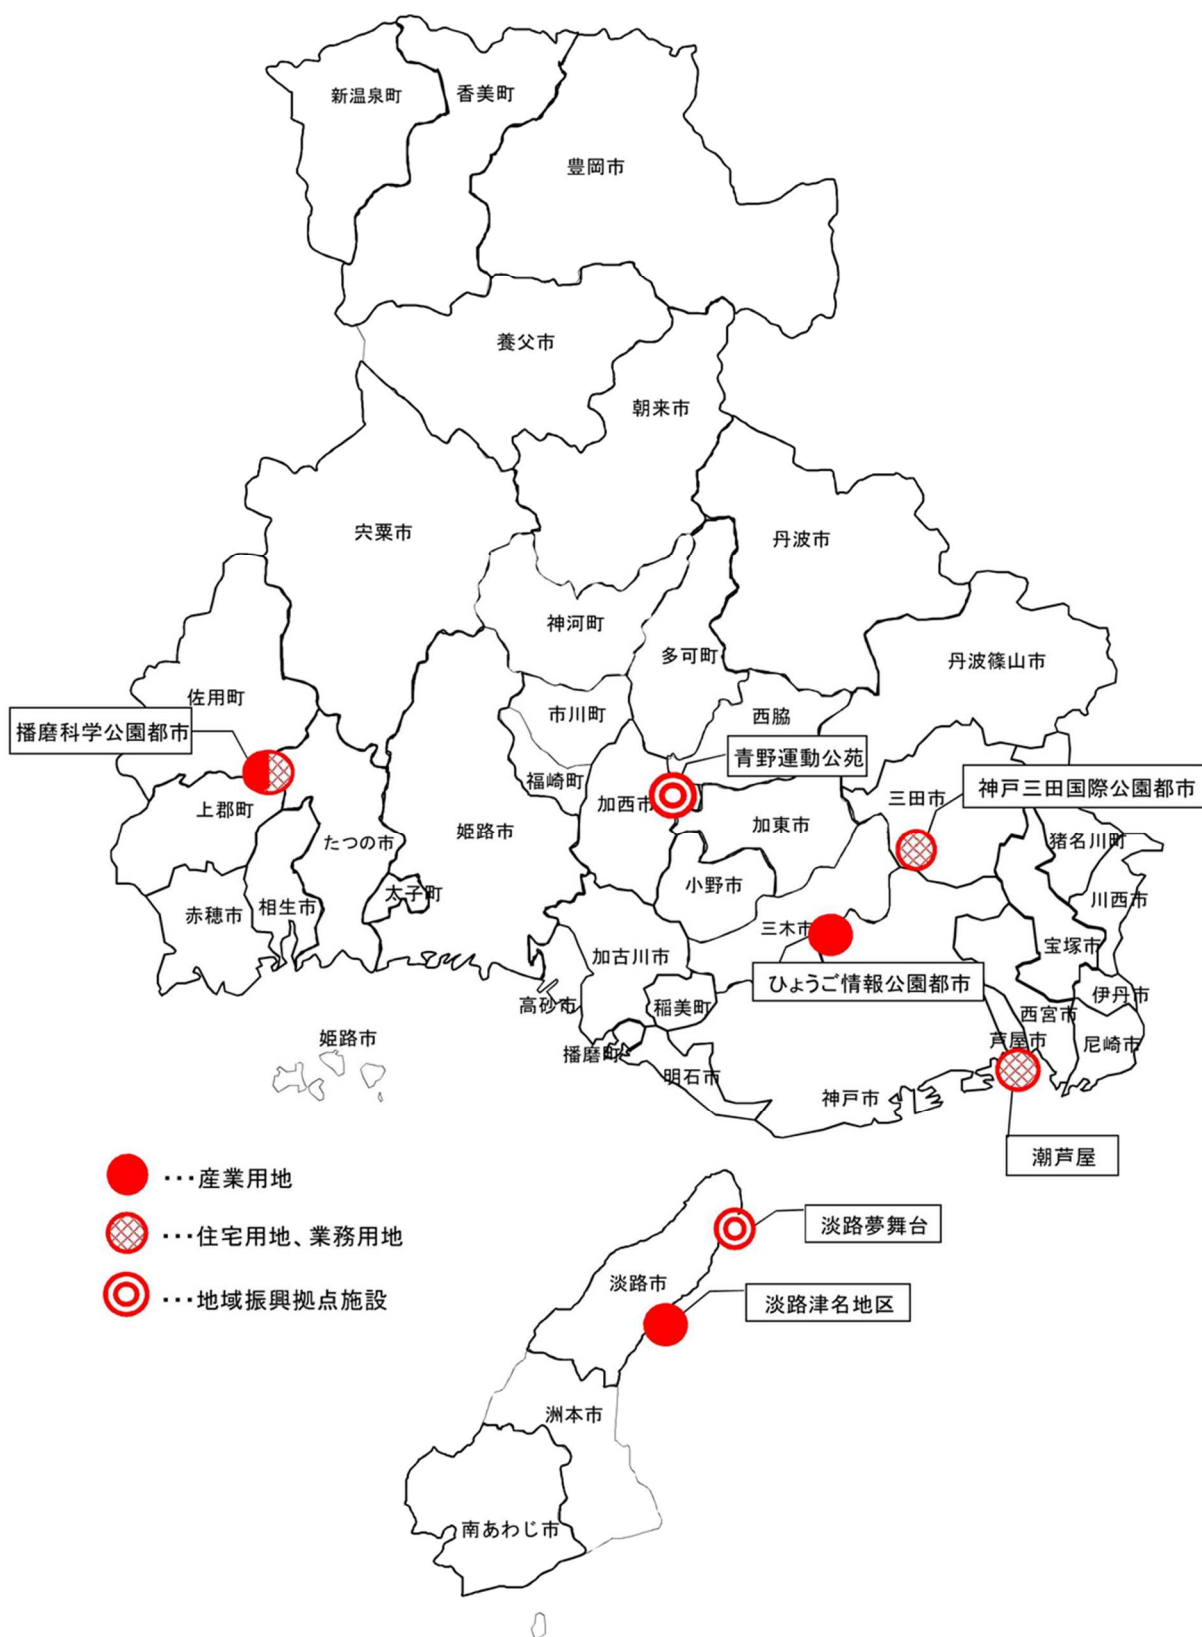 新温泉町
香美町
豊岡市
養父市
朝来市
宍粟市
丹波市
神河町
多可町
丹波篠山市
佐用町
市川町
西脇
播磨科学公園都市
青野運動公苑
福崎町
神戸三田国際公園都市
加西市
三田市
上郡町
姫路市
加東市
たつの市
猪名川町
太子町
小野市
川西市
赤穂市
相生市
三木市
宝塚市
加古川市
ひょうご情報公園都市
伊丹市
高砂市
稲美町
西宮市
姫路市
芦屋市
尼崎市
播磨町
明石市
神戸市
潮芦屋
・・・産業用地
・・・住宅用地、業務用地
・・・地域振興拠点施設
淡路夢舞台
淡路市
淡路津名地区
洲本市
南あわじ市